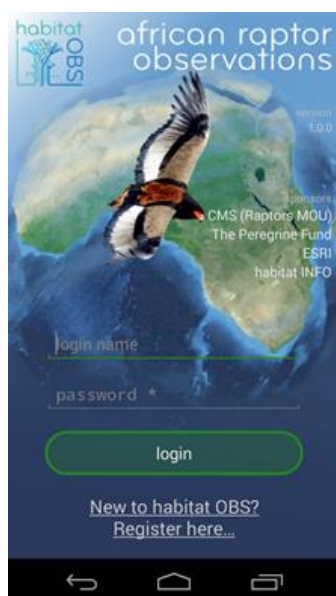 habitat
OBS
african raptor
observations
version
1.0.0
sponsors
CMS (Raptors MOU)
The Peregrine Fund
ESRI
habitat INFO
login name
password *
login
New to habitat OBS?
Register here...